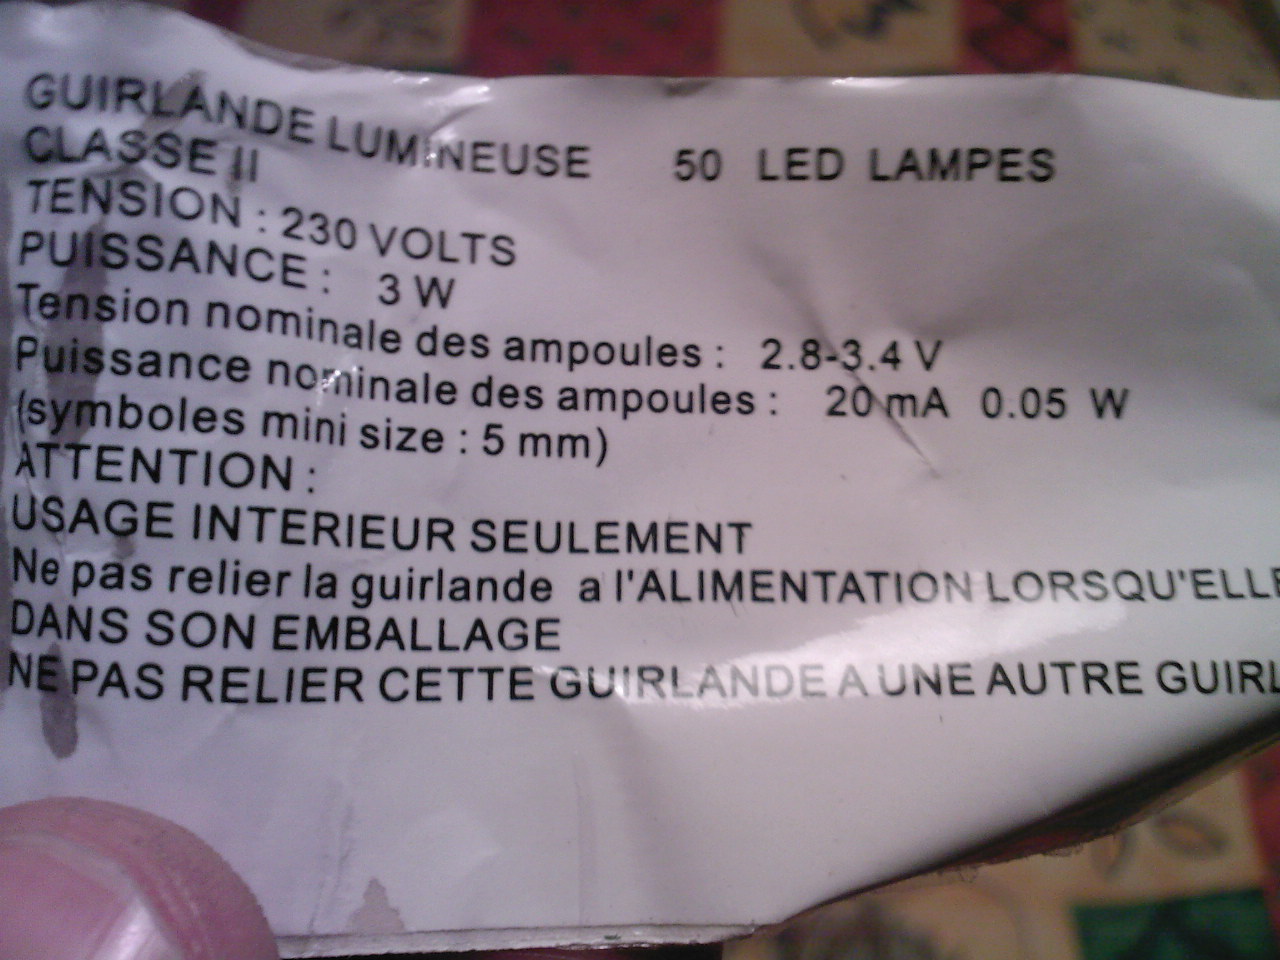 GUIRLANDE LUMINEUSE 50 LED LAMPES
CLASSE II
TENSION : 230 VOLTS
PUISSANCE : 3 W
Tension nominale des ampoules : 2.8-3.4 V
Puissance nominale des ampoules : 20 mA 0.05 W
(symboles mini size : 5 mm)
ATTENTION :
USAGE INTERIEUR SEULEMENT
Ne pas relier la guirlande a l'ALIMENTATION LORSQU'ELLE
DANS SON EMBALLAGE
NE PAS RELIER CETTE GUIRLANDE A UNE AUTRE GUIRL